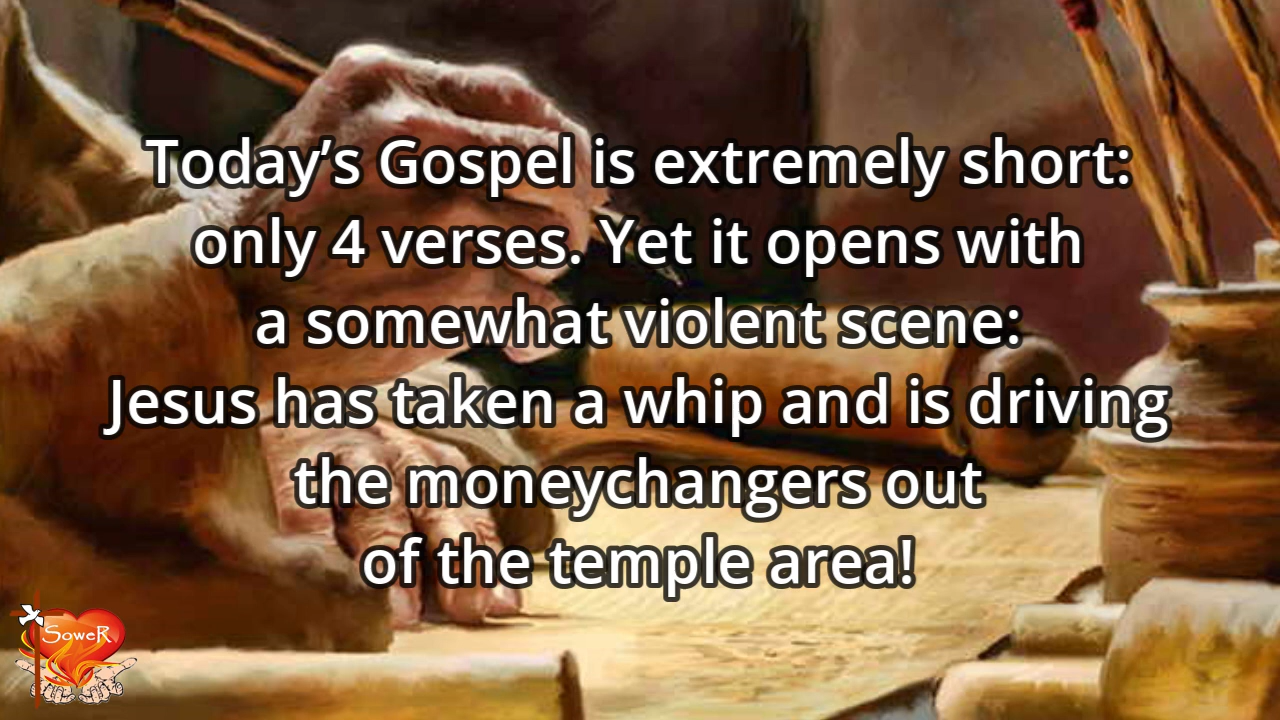 Today’s Gospel is extremely short:
only 4 verses. Yet it opens with
a somewhat violent scene:
Jesus has taken a whip and is driving
the moneychangers out
of the temple area!
SoweR